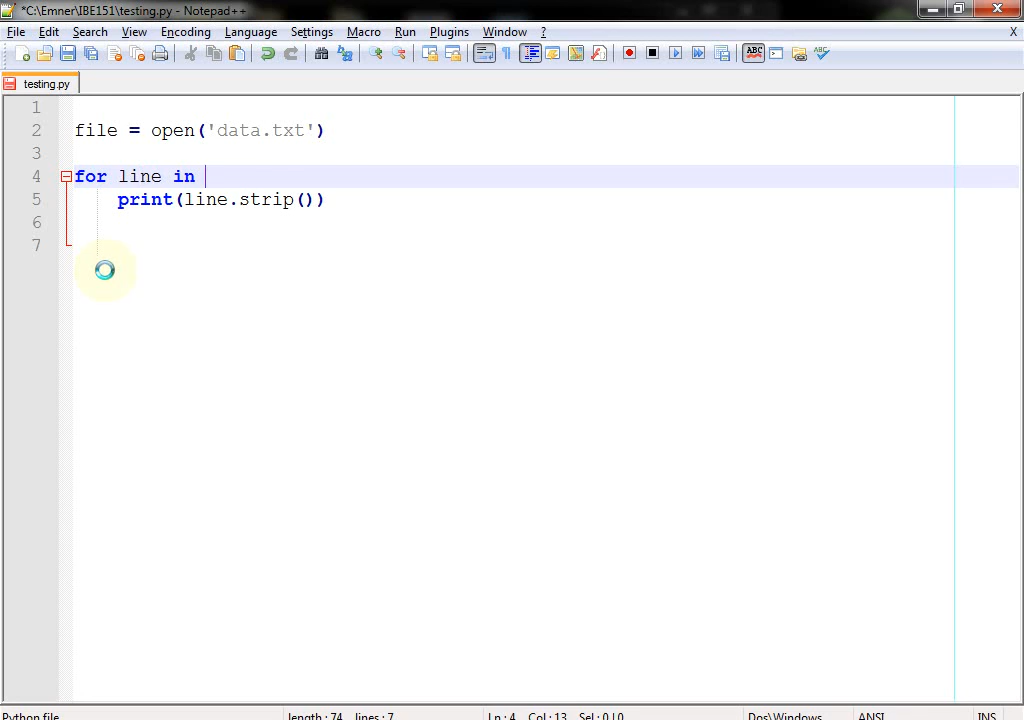 *C:\Emner\IBE151\testing.py - Notepad++
File Edit Search View Encoding Language Settings Macro Run Plugins Window ? X
testing.py
1
2 file = open('data.txt')
3
4 for line in
5 print(line.strip())
6
7
Python file length : 74 lines : 7 Ln : 4 Col : 13 Sel : 0 | 0 Dos\Windows ANSI INS